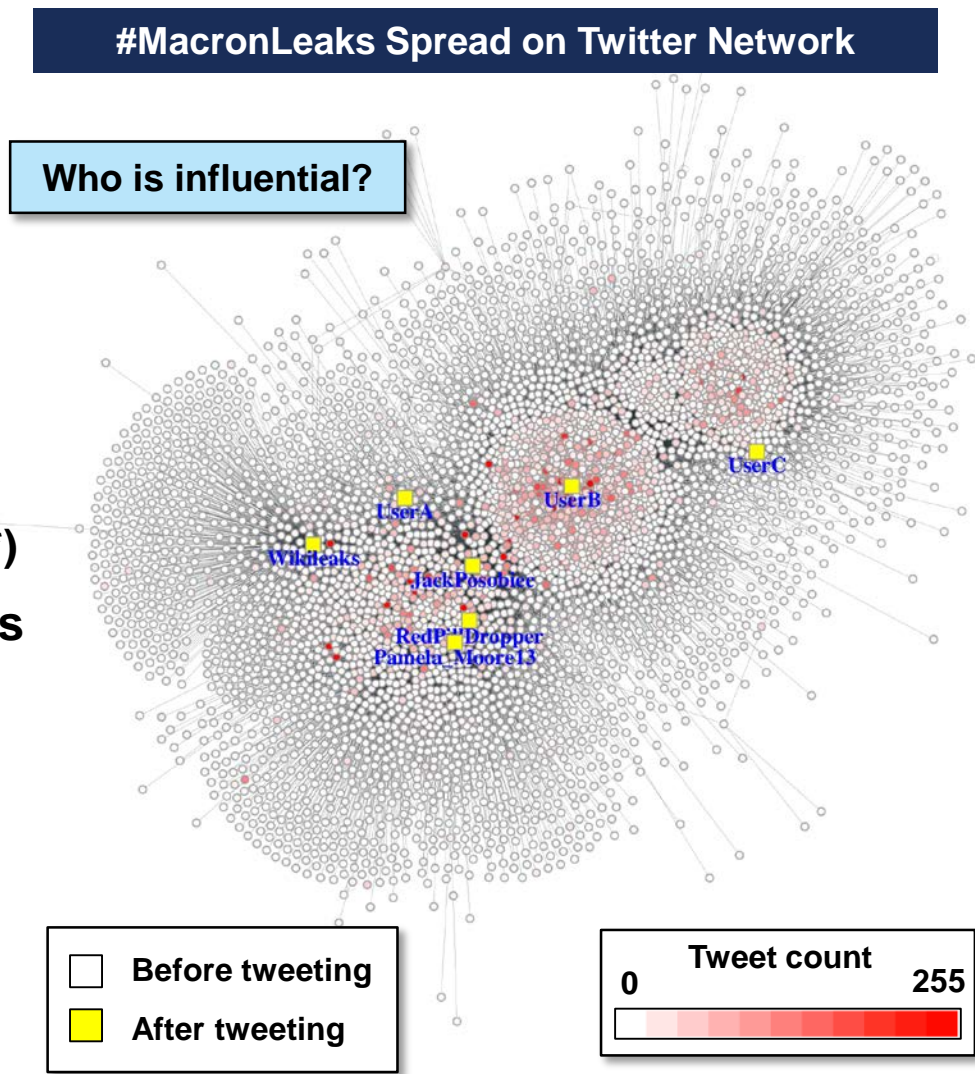 #MacronLeaks Spread on Twitter Network
Who is influential?
UserC
UserB
UserA
Wikileaks
JackPosobiec
)
s
RedPillDropper
Pamela_Moore13
Before tweeting
After tweeting
Tweet count
0 255